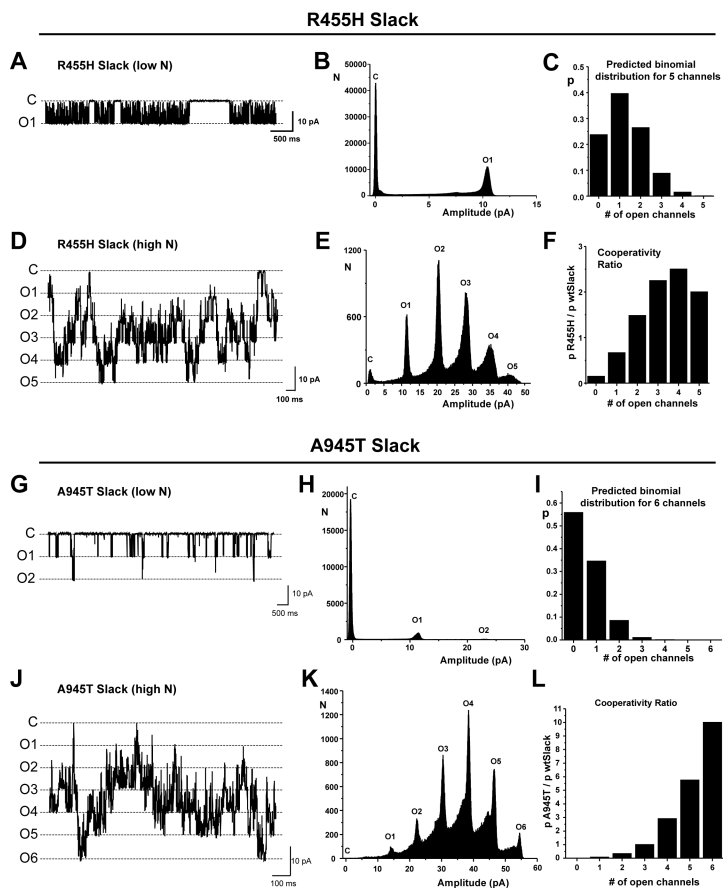 R455H Slack
A
R455H Slack (low N)
C
O1
10 pA
500 ms
B
N
50000
40000
30000
20000
10000
0
C
O1
0
5
10
15
Amplitude (pA)
C
Predicted binomial
distribution for 5 channels
p
0.5
0.4
0.3
0.2
0.1
0.0
0 1 2 3 4 5
# of open channels
D
R455H Slack (high N)
C
O1
O2
O3
O4
O5
10 pA
100 ms
E
1200
N
600
0
C
O1
O2
O3
O4
O5
0 5 10 15 20 25 30 35 40 45 50
Amplitude (pA)
F
Cooperativity
Ratio
p R455H / p wtSlack
3
2
1
0
0 1 2 3 4 5
# of open channels
A945T Slack
G
A945T Slack (low N)
C
O1
O2
10 pA
500 ms
H
20000
N
15000
10000
5000
0
C
O1
O2
0
10
20
30
Amplitude (pA)
I
Predicted binomial
distribution for 6 channels
p
0.6
0.5
0.4
0.3
0.2
0.1
0.0
0 1 2 3 4 5 6
# of open channels
J
A945T Slack (high N)
C
O1
O2
O3
O4
O5
O6
10 pA
100 ms
K
1400
N
1200
1000
800
600
400
200
0
C
O1
O2
O3
O4
O5
O6
0 10 20 30 40 50 60
Amplitude (pA)
L
Cooperativity Ratio
p A945T / p wtSlack
11
10
9
8
7
6
5
4
3
2
1
0
0 1 2 3 4 5 6
# of open channels